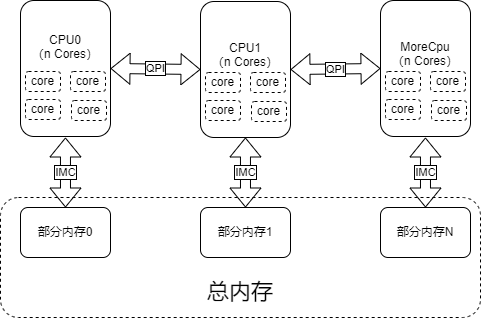 CPU0
（n Cores）
core
core
core
core
QPI
CPU1
（n Cores）
core
core
core
core
QPI
MoreCpu
（n Cores）
core
core
core
core
IMC
IMC
IMC
部分内存0
部分内存1
部分内存N
总内存